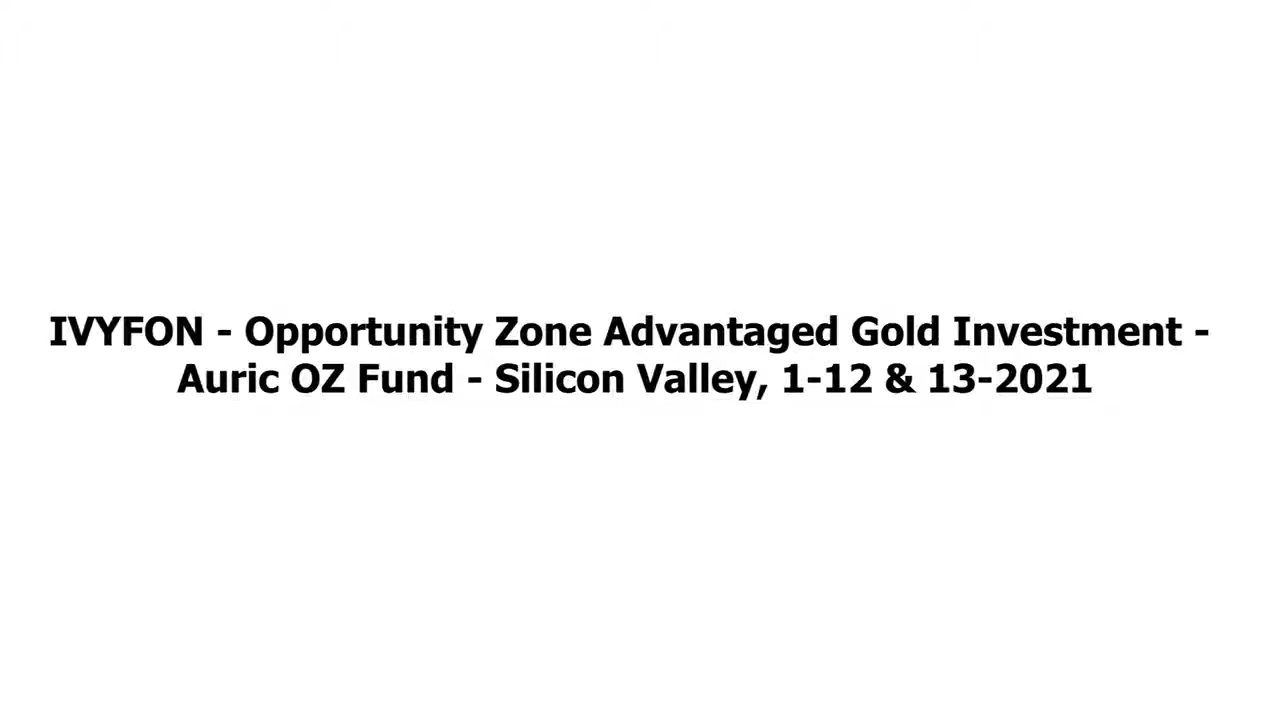 IVYFON - Opportunity Zone Advantaged Gold Investment -
Auric OZ Fund - Silicon Valley, 1-12 & 13-2021